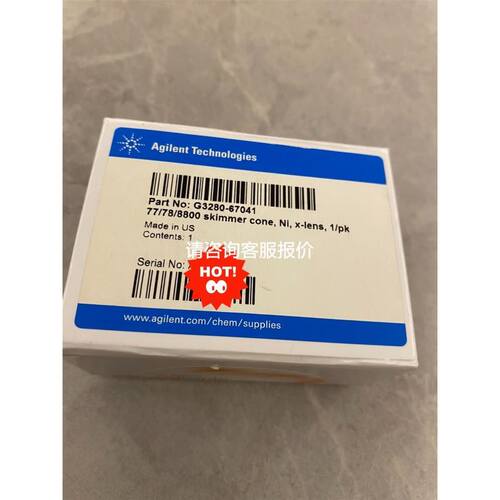 Agilent Technologies
Part No: G3280-67041
77/78/8800 skimmer cone, Ni, x-lens, 1/pk
Made in US
Contents: 1
请咨询客服报价
Serial No:
HOT!
www.agilent.com/chem/supplies